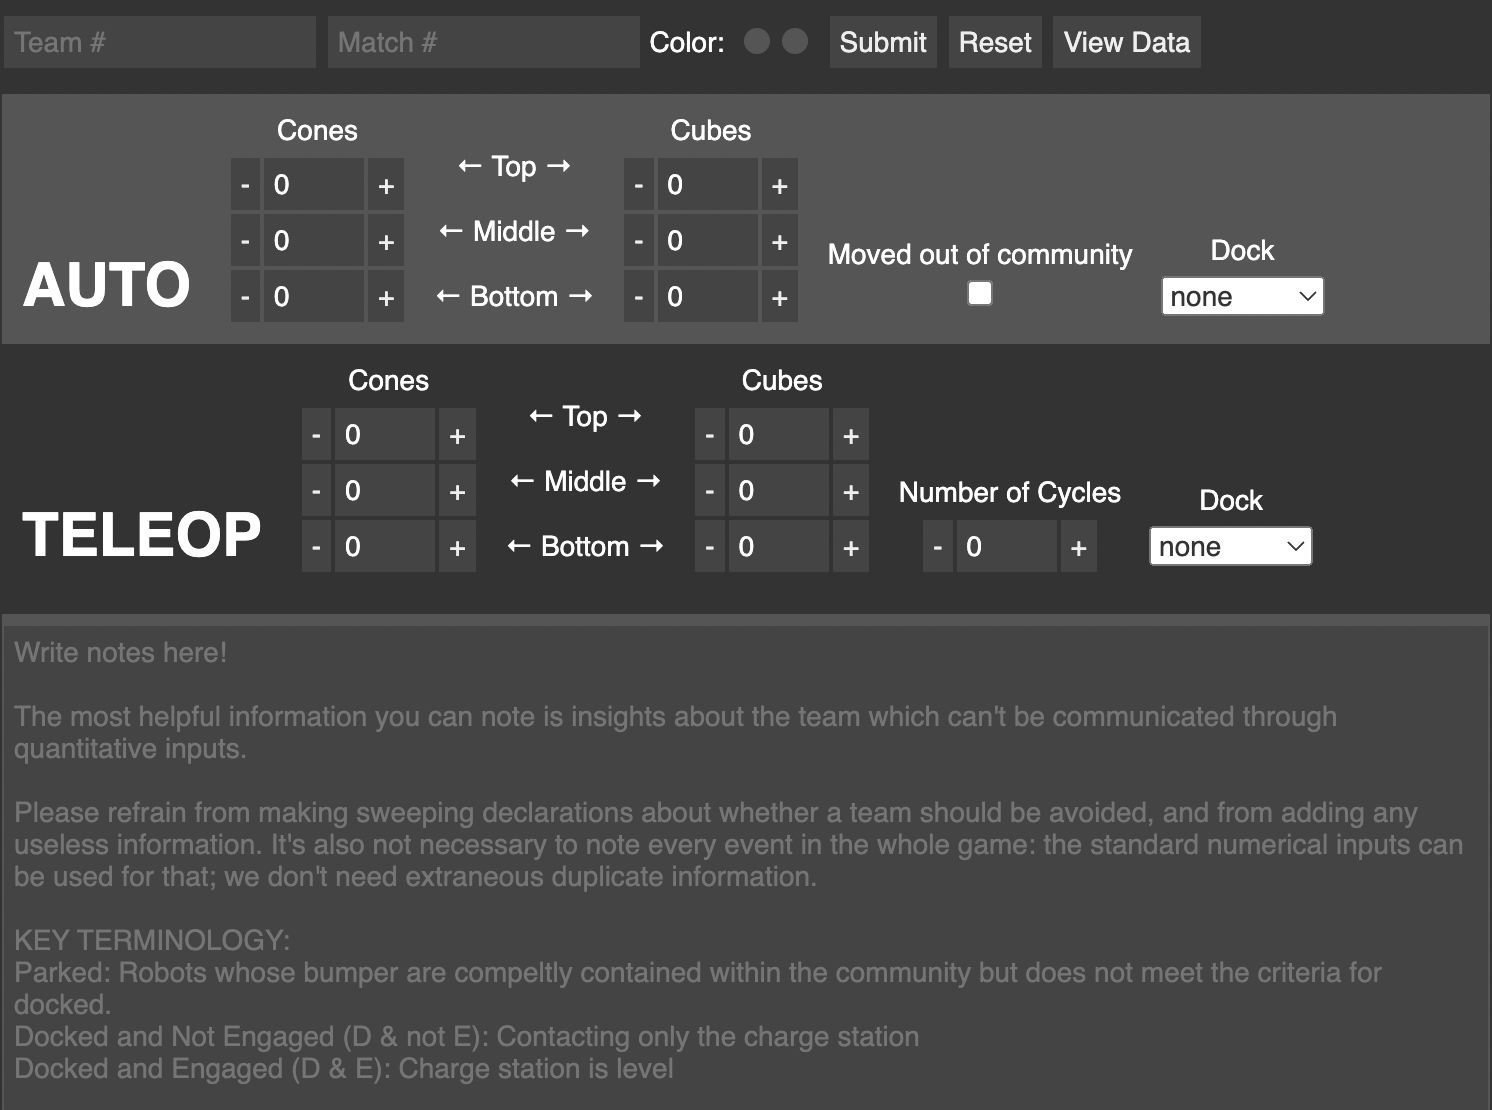 Team # Match # Color: Submit Reset View Data
Cones Cubes
- 0 + ← Top → - 0 +
- 0 + ← Middle → - 0 +
Moved out of community Dock
AUTO - 0 + ← Bottom → - 0 + none
Cones Cubes
- 0 + ← Top → - 0 +
- 0 + ← Middle → - 0 + Number of Cycles Dock
TELEOP - 0 + ← Bottom → - 0 + - 0 + none
Write notes here!
The most helpful information you can note is insights about the team which can't be communicated through
quantitative inputs.
Please refrain from making sweeping declarations about whether a team should be avoided, and from adding any
useless information. It's also not necessary to note every event in the whole game: the standard numerical inputs can
be used for that; we don't need extraneous duplicate information.
KEY TERMINOLOGY:
Parked: Robots whose bumper are compeltly contained within the community but does not meet the criteria for
docked.
Docked and Not Engaged (D & not E): Contacting only the charge station
Docked and Engaged (D & E): Charge station is level